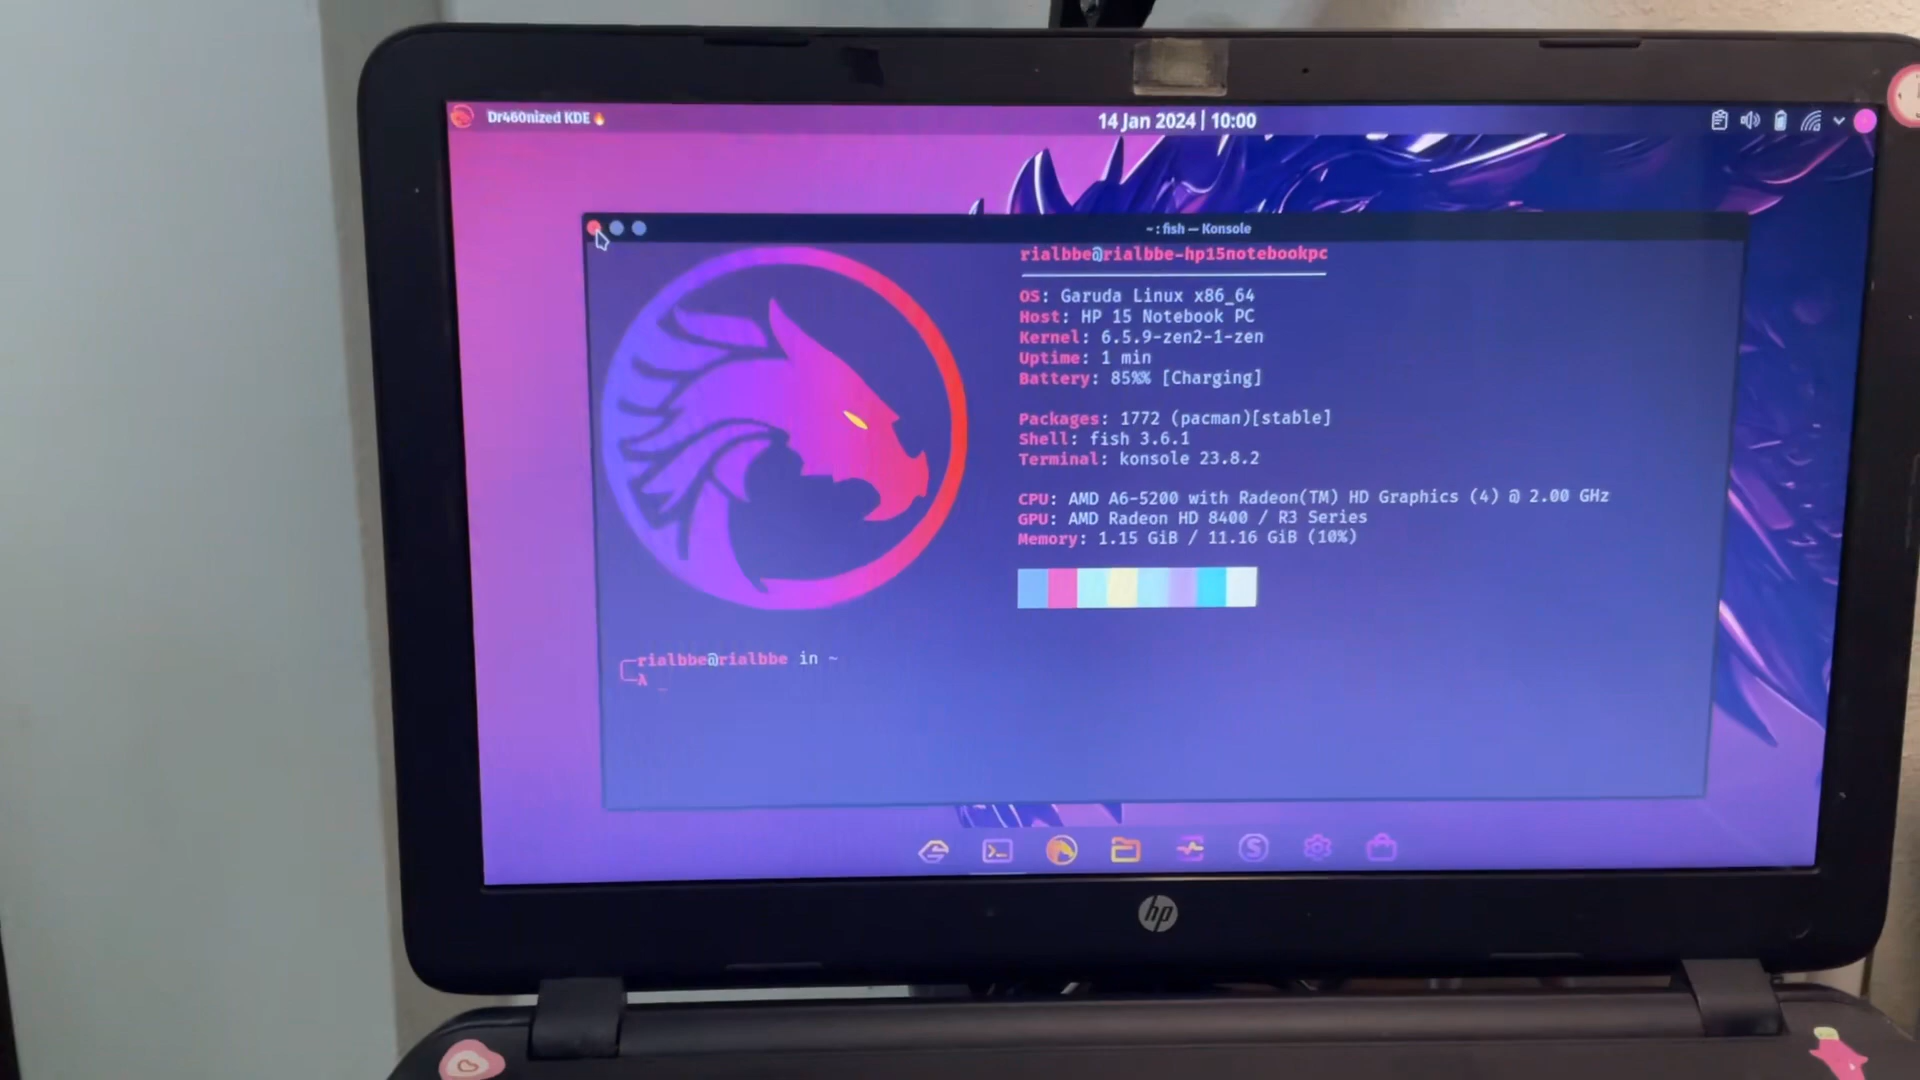 Dr460nized KDE🔥
14 Jan 2024 | 10:00
~ : fish — Konsole
rialbbe@rialbbe-hp15notebookpc
OS: Garuda Linux x86_64
Host: HP 15 Notebook PC
Kernel: 6.5.9-zen2-1-zen
Uptime: 1 min
Battery: 85%% [Charging]
Packages: 1772 (pacman)[stable]
Shell: fish 3.6.1
Terminal: konsole 23.8.2
CPU: AMD A6-5200 with Radeon(TM) HD Graphics (4) @ 2.00 GHz
GPU: AMD Radeon HD 8400 / R3 Series
Memory: 1.15 GiB / 11.16 GiB (10%)
rialbbe@rialbbe in ~
λ _
hp